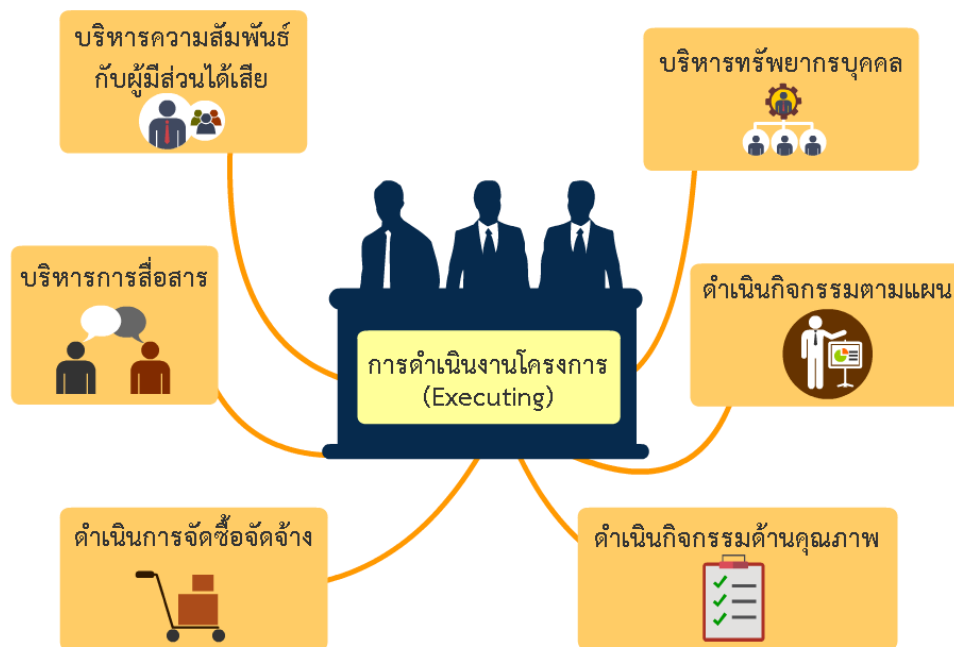 บริหารความสัมพันธ์
กับผู้มีส่วนได้เสีย
บริหารทรัพยากรบุคคล
บริหารการสื่อสาร
ดำเนินกิจกรรมตามแผน
การดำเนินงานโครงการ
(Executing)
ดำเนินการจัดซื้อจัดจ้าง
ดำเนินกิจกรรมด้านคุณภาพ